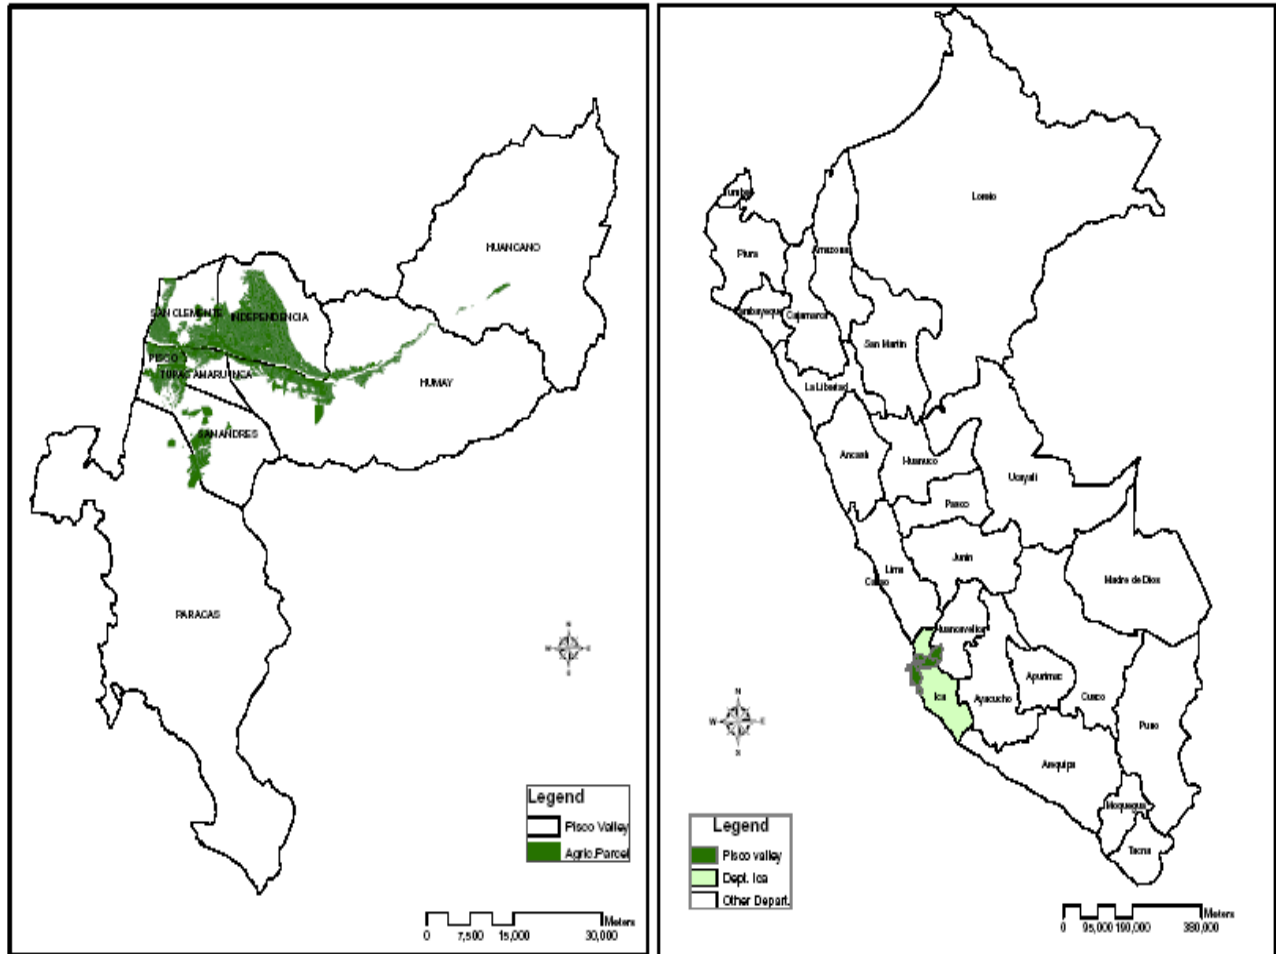 HUANCANO
SAN CLEMENTE
INDEPENDENCIA
PISCO
TUPAC AMARU INCA
HUMAY
SAN ANDRES
PARACAS
N
W
E
S
Legend
Pisco Valley
Agric.Parcel
Meters
0 7,500 15,000 30,000
Loreto
Piura
Amazonas
Cajamarca
San Martin
La Libertad
Ancash
Huanuco
Ucayali
Pasco
Junin
Lima
Callao
Madre de Dios
Huancavelica
Ica
Ayacucho
Apurimac
Cusco
Puno
Arequipa
Moquegua
Tacna
N
W
E
S
Legend
Pisco valley
Dept. Ica
Other Depart.
Meters
0 95,000 190,000 380,000